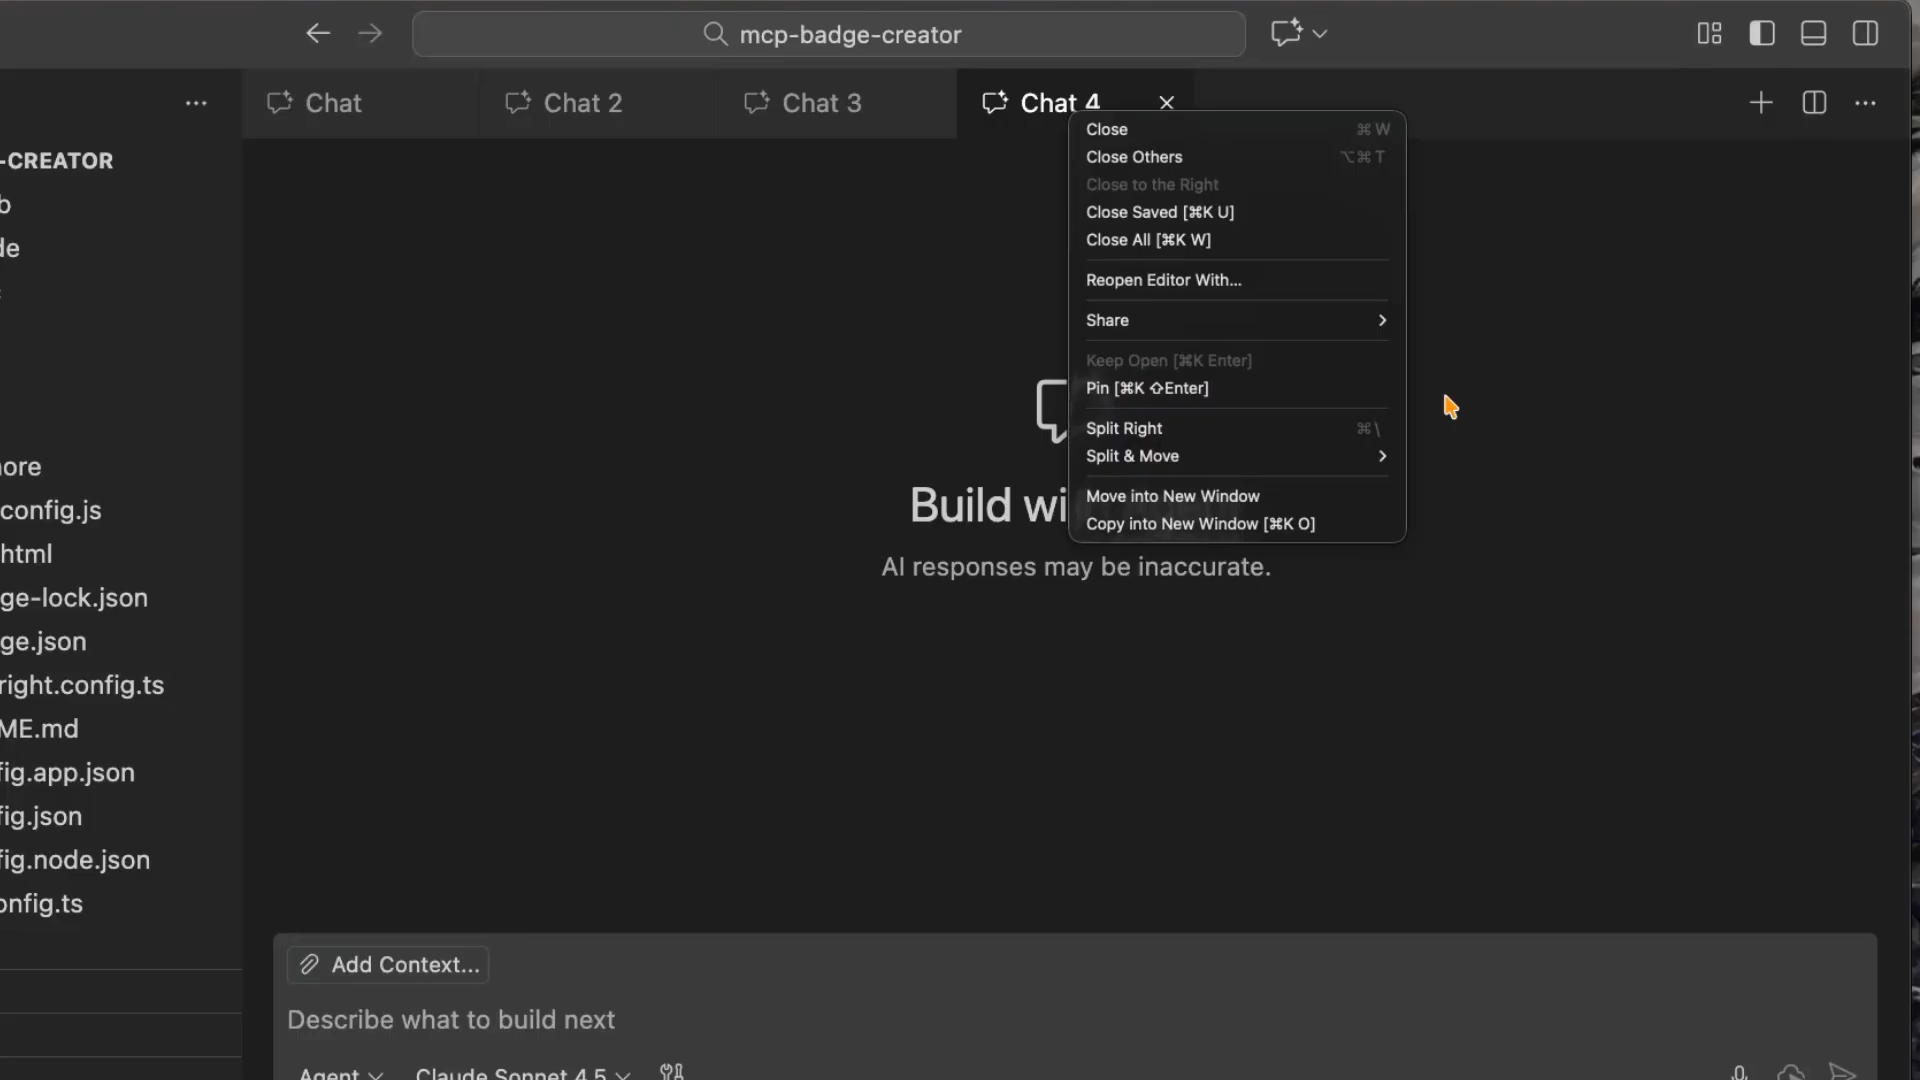 mcp-badge-creator
Chat
Chat 2
Chat 3
Chat 4
-CREATOR
b
de
ore
config.js
html
ge-lock.json
ge.json
right.config.ts
ME.md
fig.app.json
fig.json
fig.node.json
onfig.ts
Close ⌘ W
Close Others ⌥⌘ T
Close to the Right
Close Saved [⌘K U]
Close All [⌘K W]
Reopen Editor With...
Share
Keep Open [⌘K Enter]
Pin [⌘K ⇧Enter]
Split Right ⌘ \
Split & Move
Move into New Window
Copy into New Window [⌘K O]
Build wi
AI responses may be inaccurate.
Add Context...
Describe what to build next
Agent Claude Sonnet 4.5